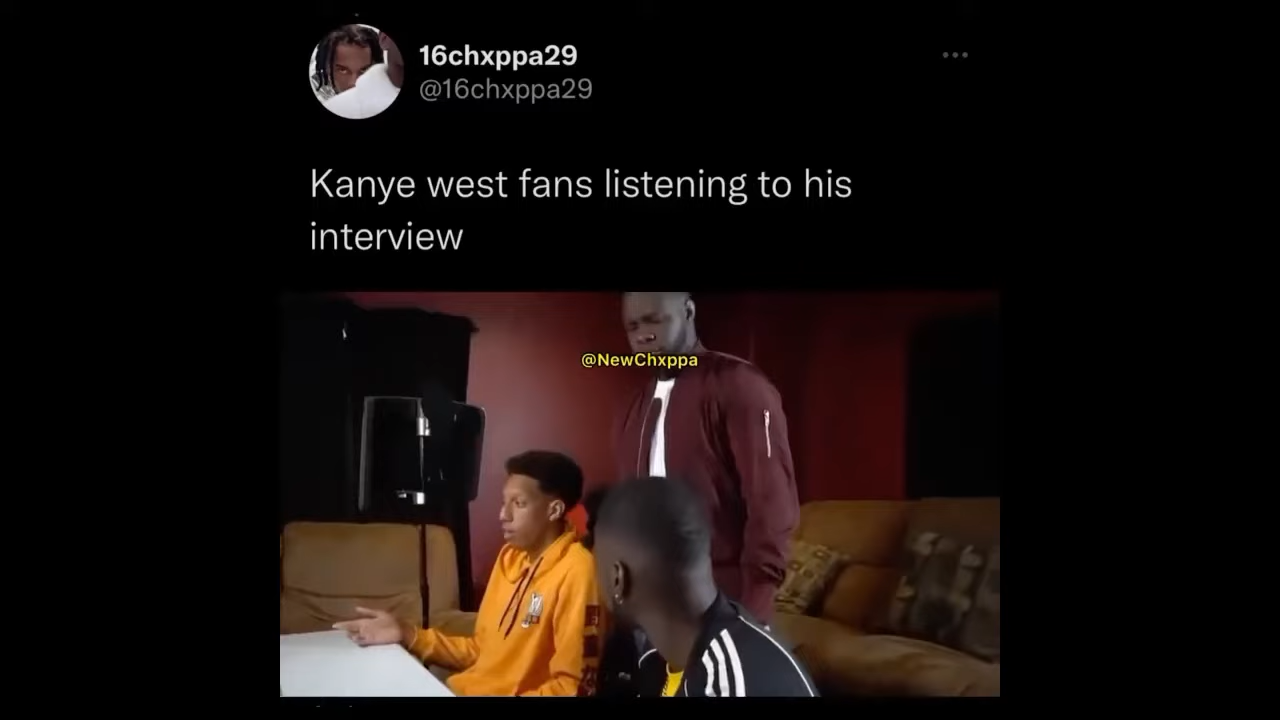 16chxppa29
@16chxppa29
Kanye west fans listening to his
interview
@NewChxppa